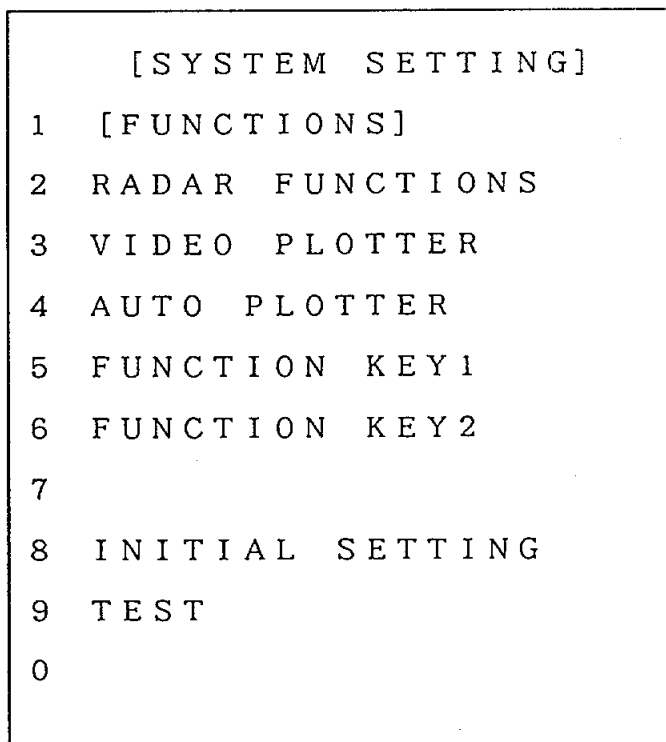 [SYSTEM SETTING]
1 [FUNCTIONS]
2 RADAR FUNCTIONS
3 VIDEO PLOTTER
4 AUTO PLOTTER
5 FUNCTION KEY1
6 FUNCTION KEY2
7
8 INITIAL SETTING
9 TEST
0